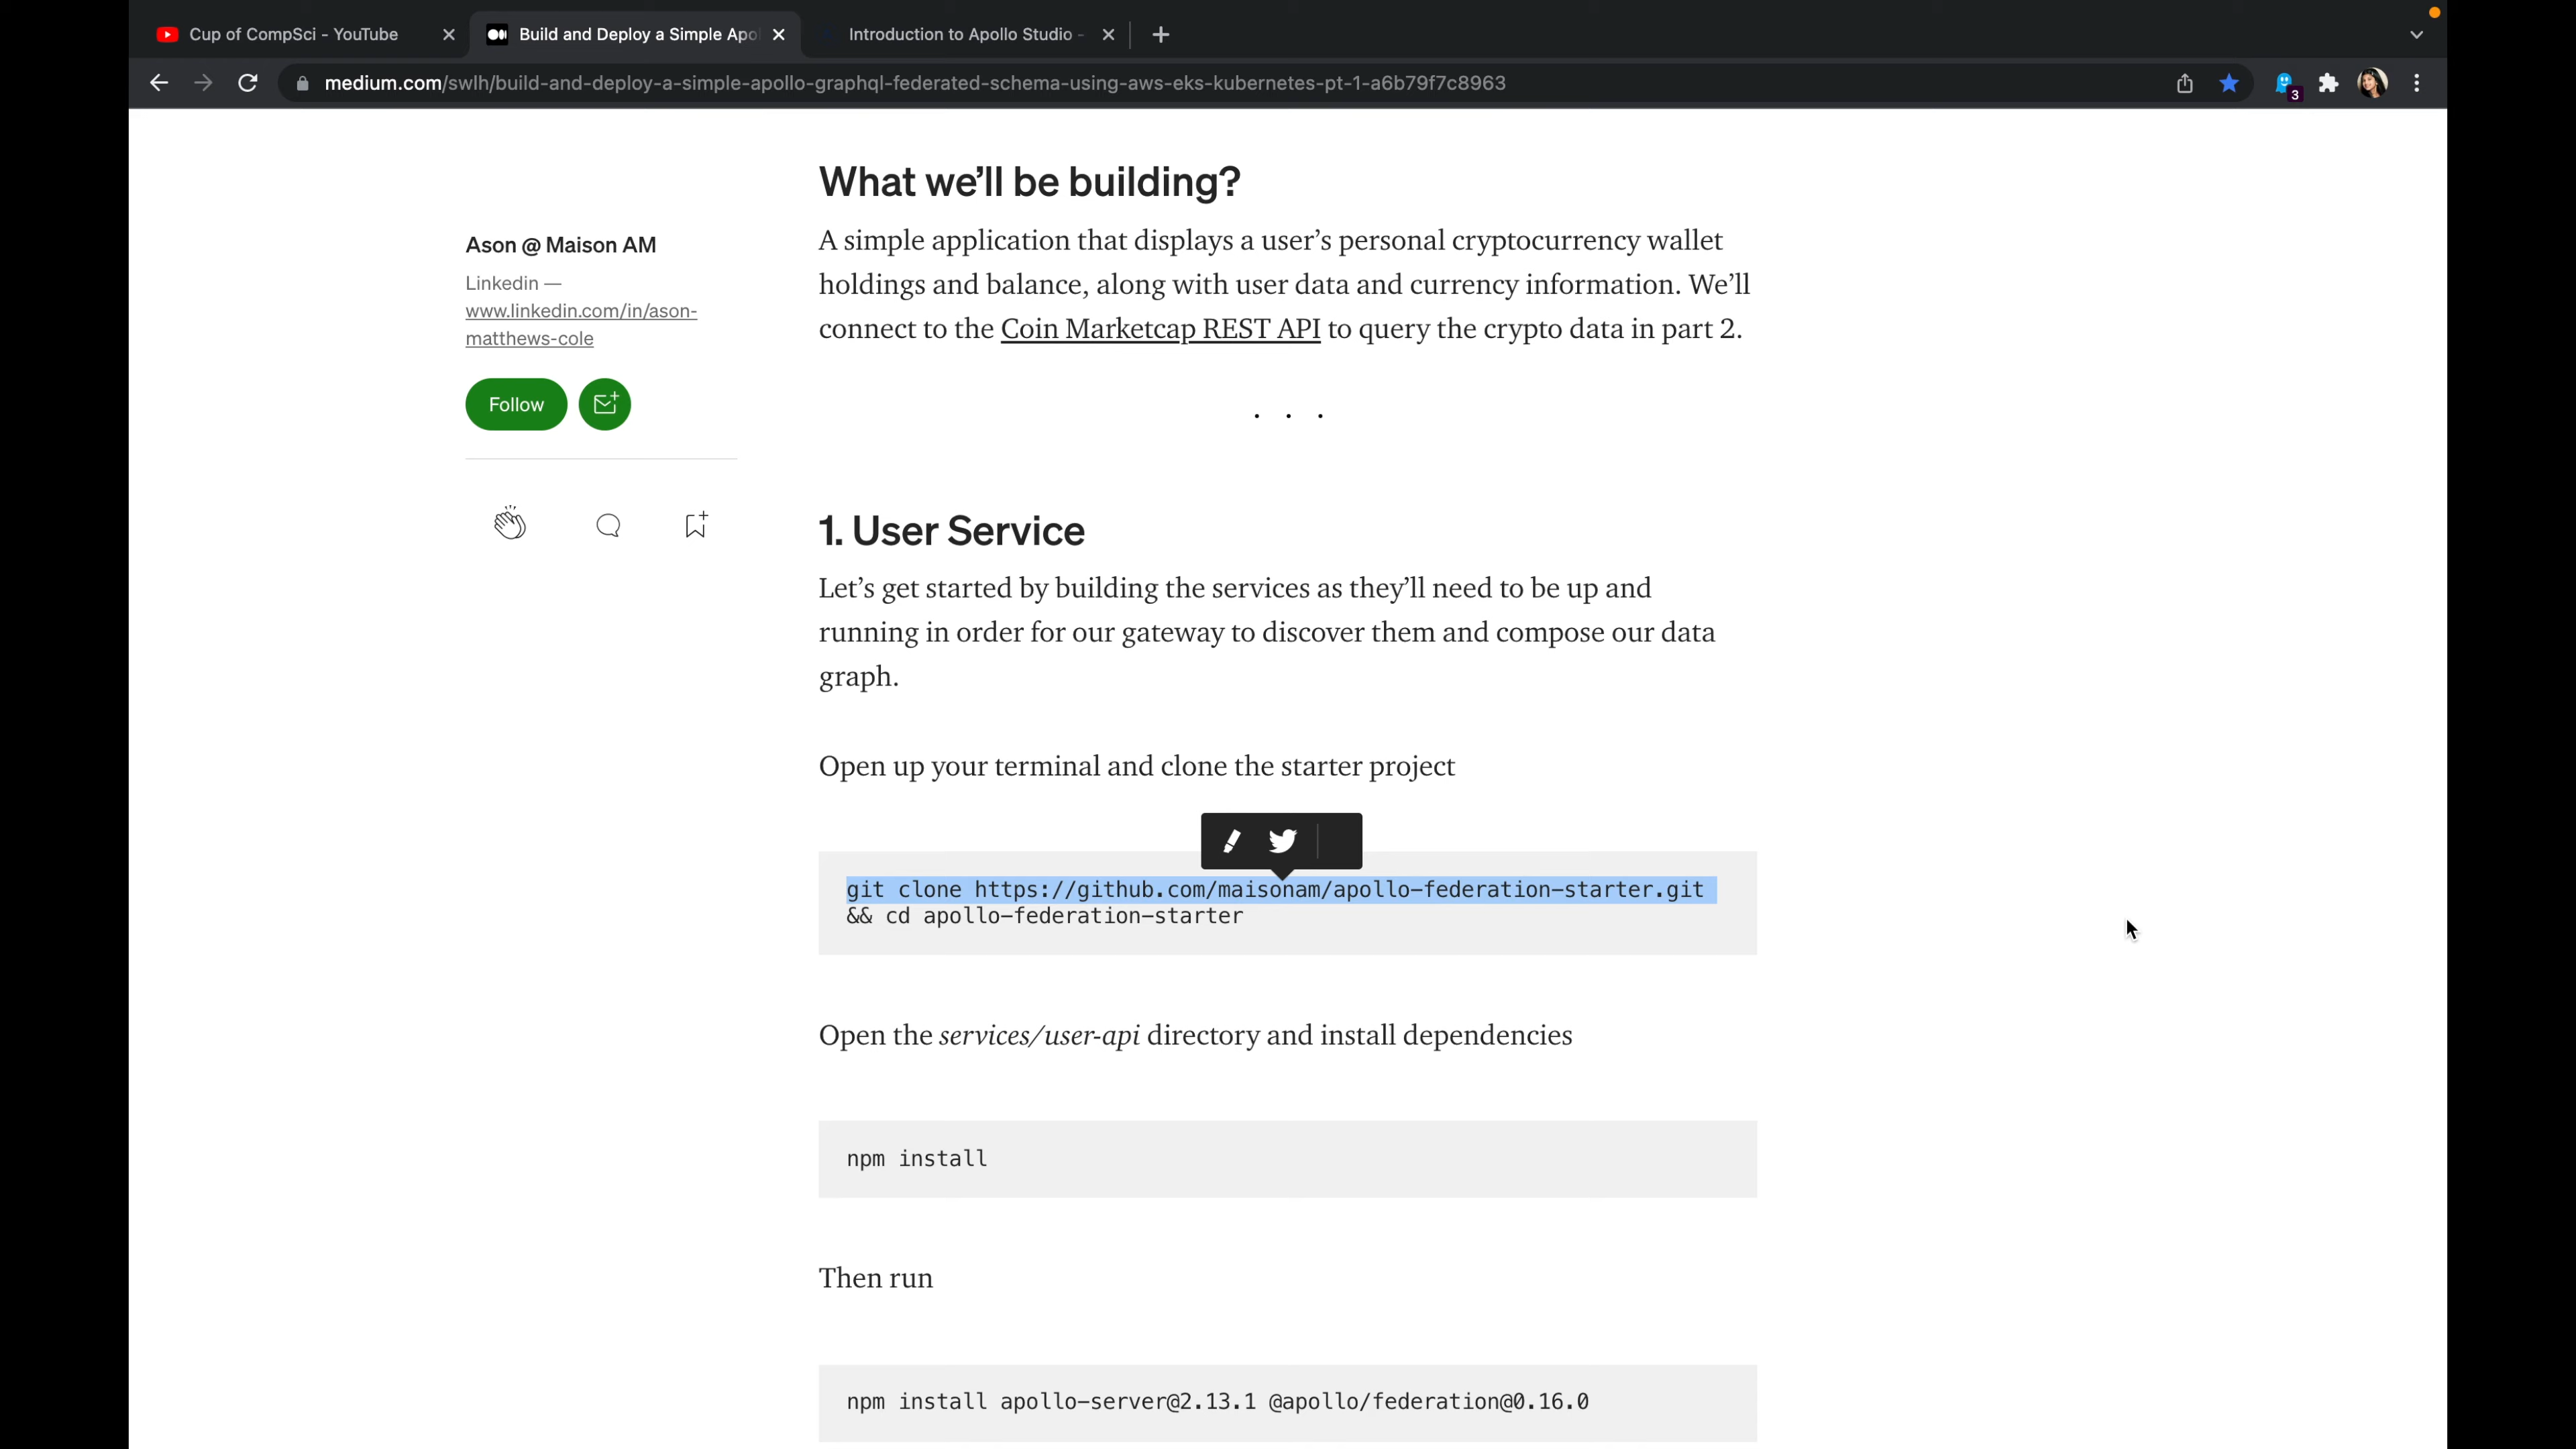 Cup of CompSci - YouTube
Build and Deploy a Simple Apo
Introduction to Apollo Studio -
medium.com/swlh/build-and-deploy-a-simple-apollo-graphql-federated-schema-using-aws-eks-kubernetes-pt-1-a6b79f7c8963
3
What we’ll be building?
A simple application that displays a user’s personal cryptocurrency wallet
holdings and balance, along with user data and currency information. We’ll
connect to the Coin Marketcap REST API to query the crypto data in part 2.
Ason @ Maison AM
Linkedin —
www.linkedin.com/in/ason-
matthews-cole
Follow
. . .
1. User Service
Let’s get started by building the services as they’ll need to be up and
running in order for our gateway to discover them and compose our data
graph.
Open up your terminal and clone the starter project
git clone https://github.com/maisonam/apollo-federation-starter.git
&& cd apollo-federation-starter
Open the services/user-api directory and install dependencies
npm install
Then run
npm install apollo-server@2.13.1 @apollo/federation@0.16.0